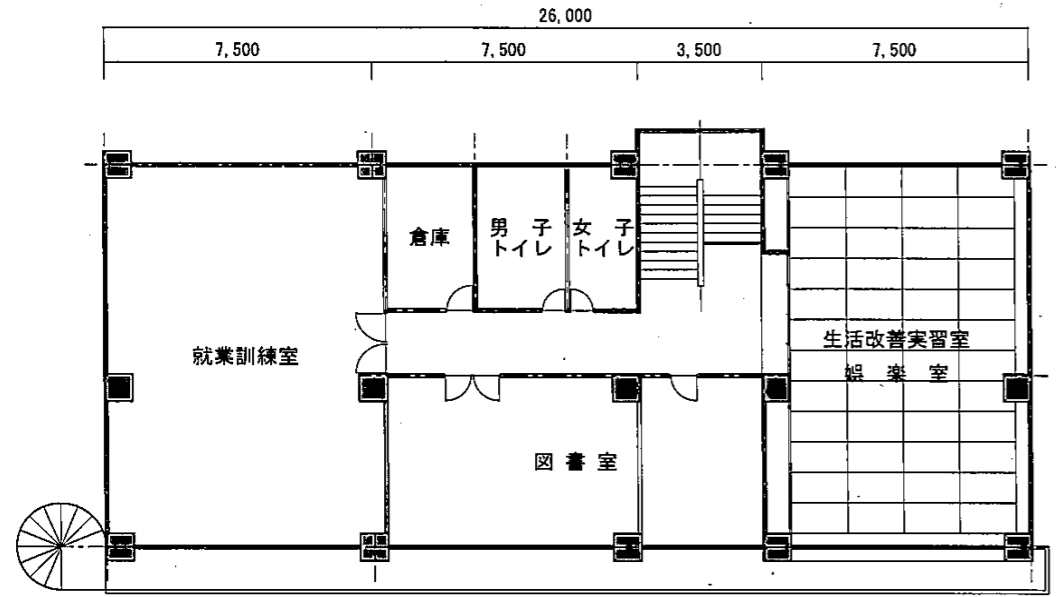 26,000
7,500
7,500
3,500
7,500
倉庫
男子
トイレ
女子
トイレ
就業訓練室
生活改善実習室
娯楽室
図書室